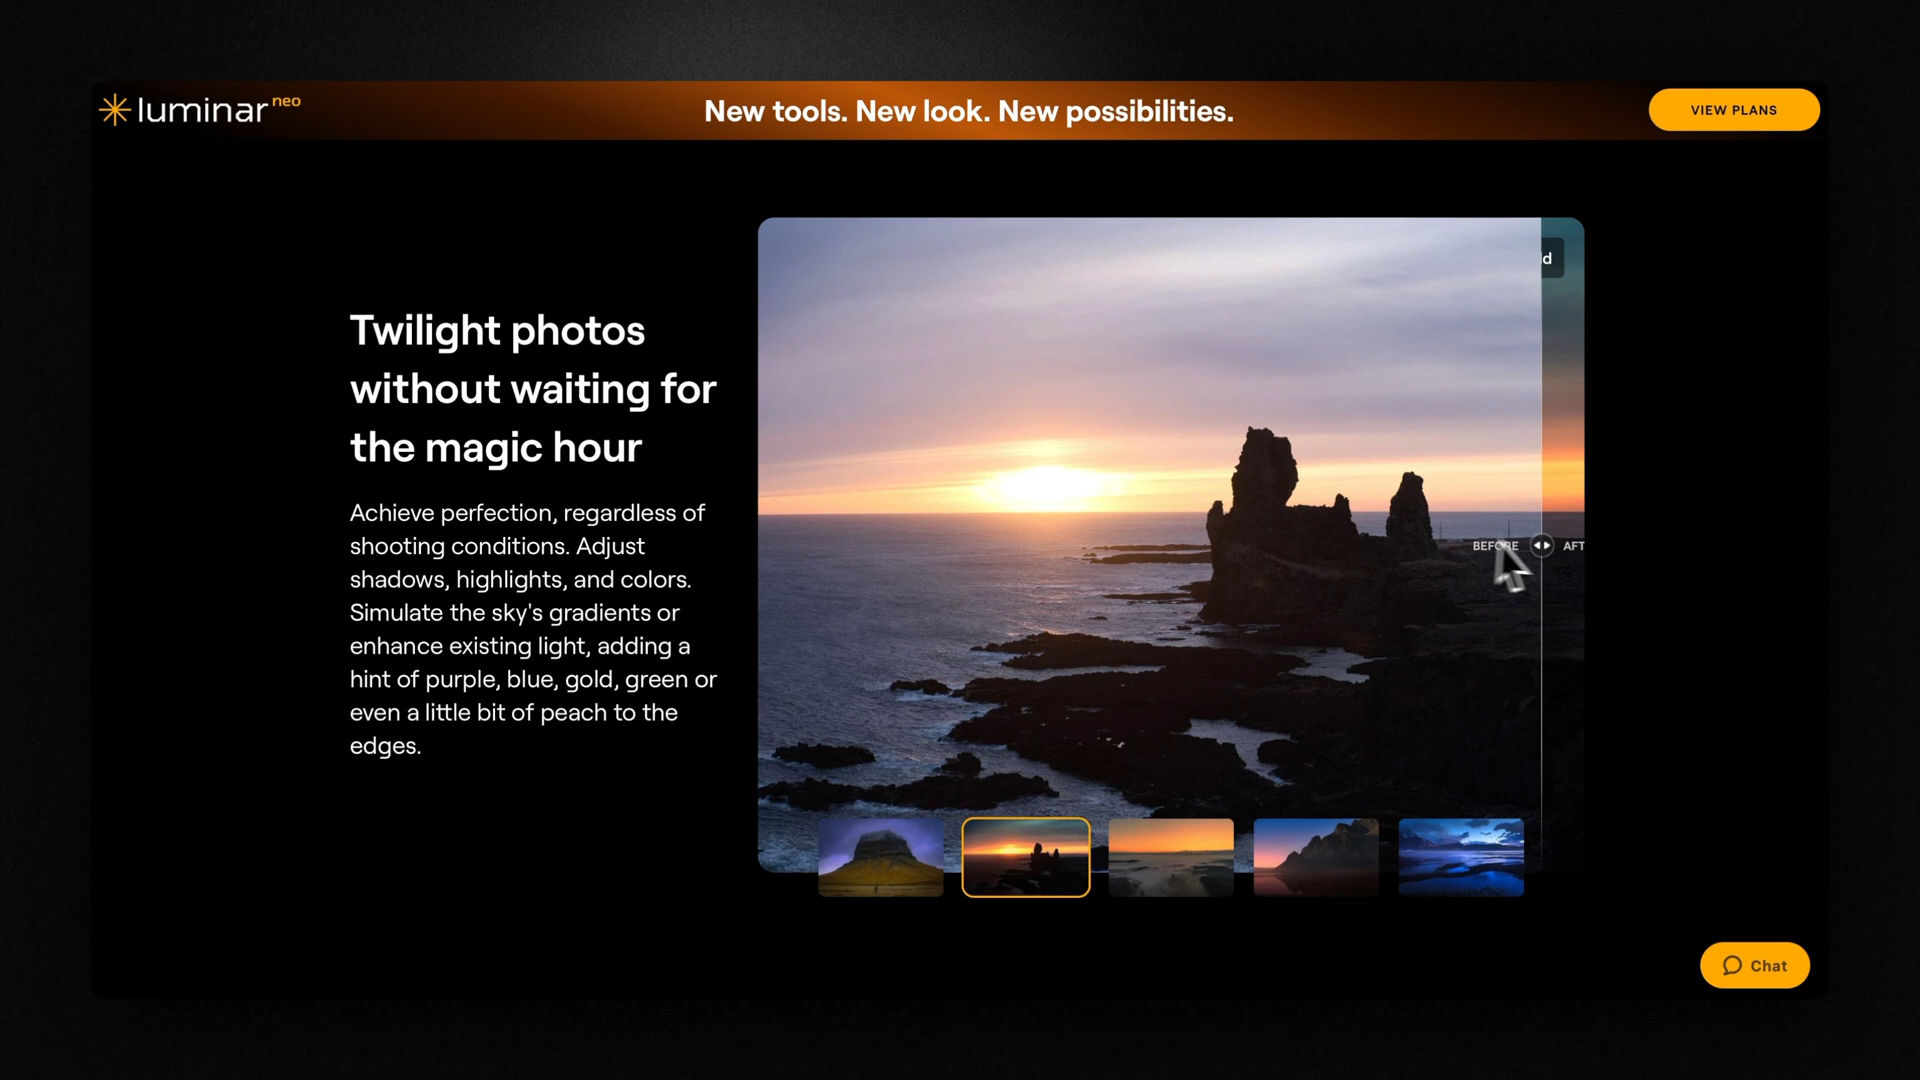 luminar neo
New tools. New look. New possibilities.
VIEW PLANS
Twilight photos
without waiting for
the magic hour
Achieve perfection, regardless of
shooting conditions. Adjust
shadows, highlights, and colors.
Simulate the sky's gradients or
enhance existing light, adding a
hint of purple, blue, gold, green or
even a little bit of peach to the
edges.
d
BEFORE AFT
Chat